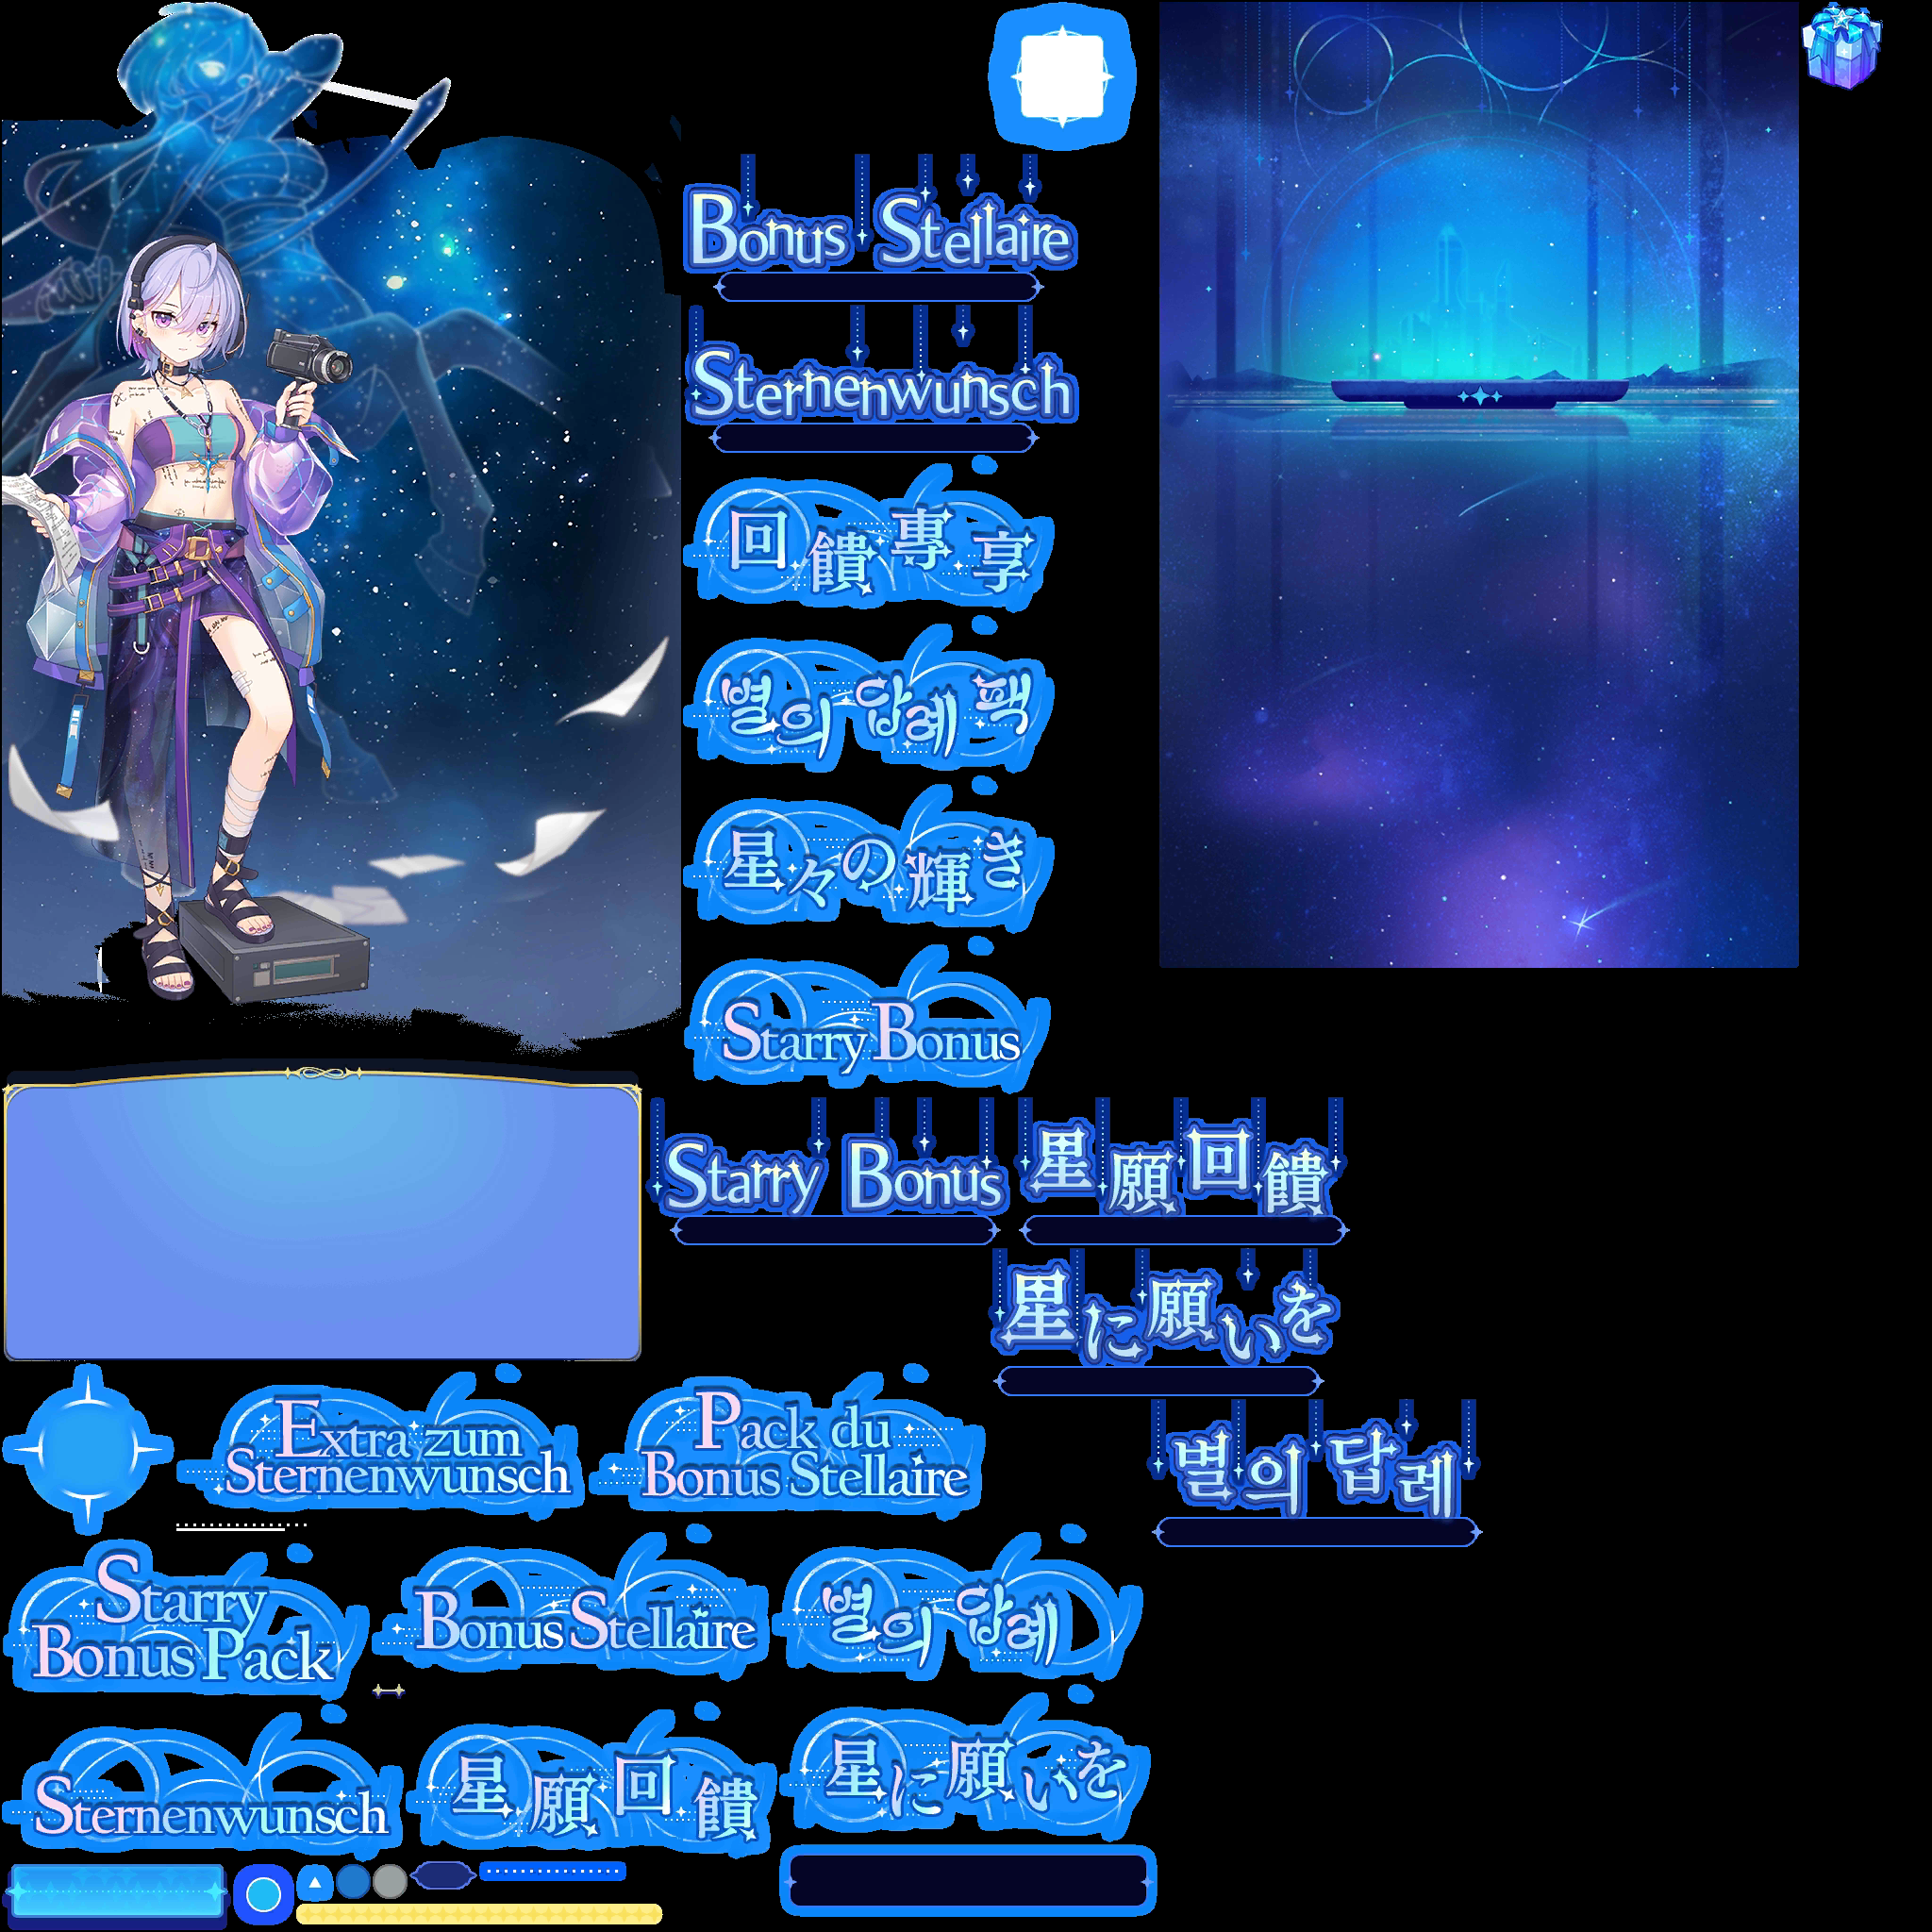 Bonus Stellaire
Sternenwunsch
回饋專享
별의 답례 팩
星々の輝き
Starry Bonus
Starry Bonus
星願回饋
星に願いを
Extra zum
Sternenwunsch
Pack du
Bonus Stellaire
별의 답례
Starry
Bonus Pack
Bonus Stellaire
별의 답례
Sternenwunsch
星願回饋
星に願いを